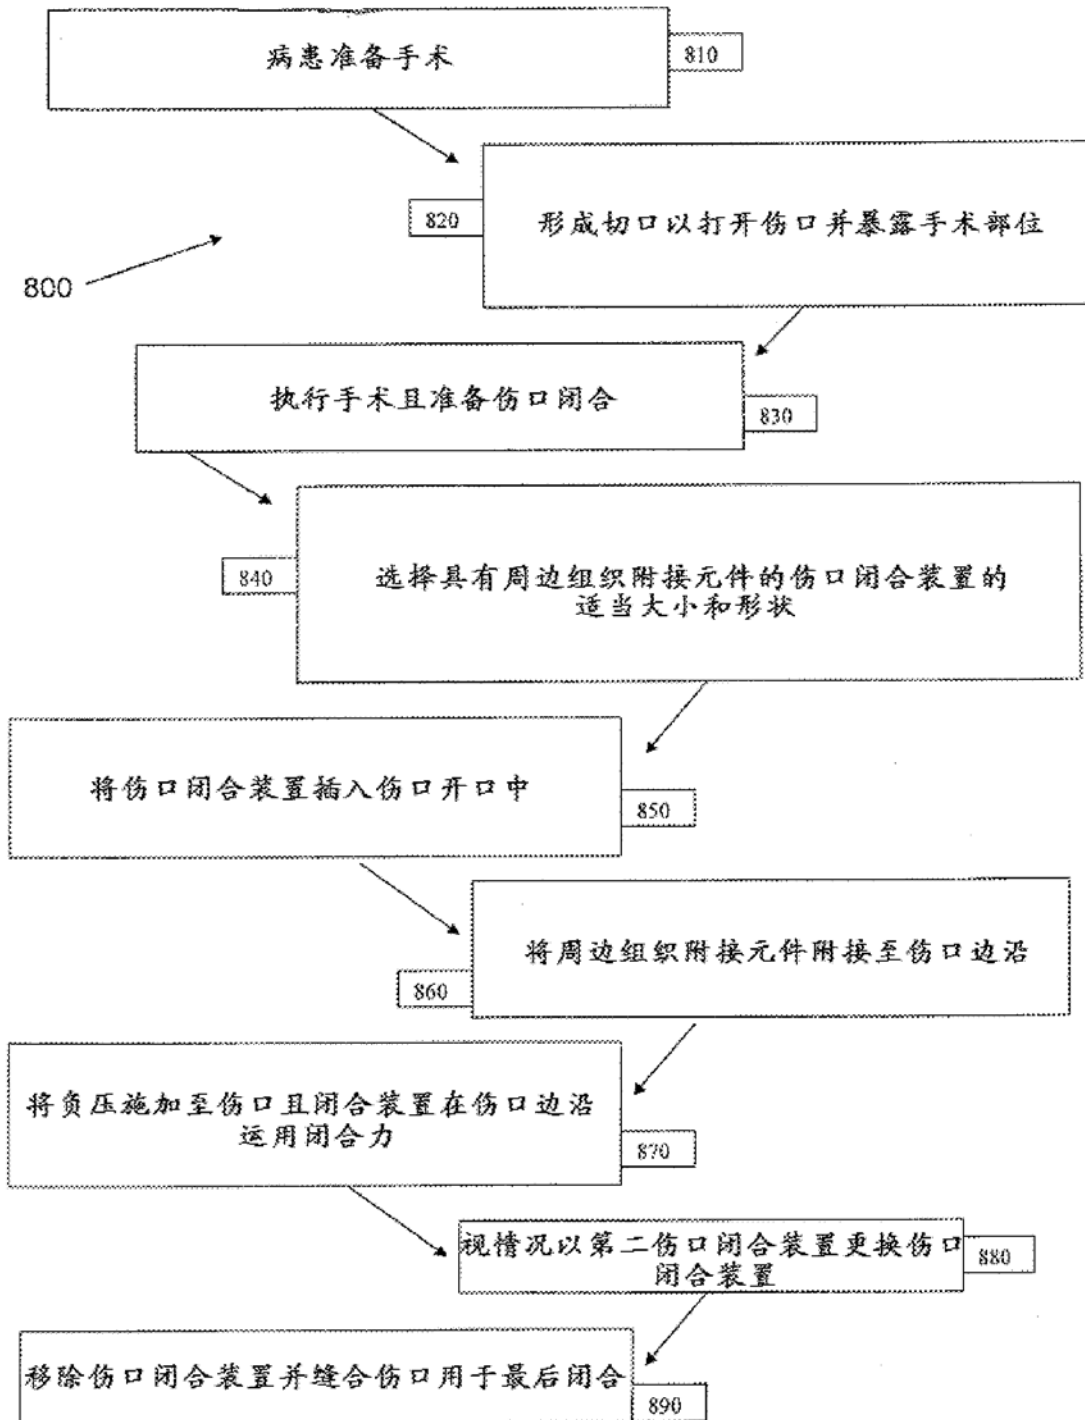 病患准备手术
810
820
形成切口以打开伤口并暴露手术部位
800
执行手术且准备伤口闭合
830
840
选择具有周边组织附接元件的伤口闭合装置的
适当大小和形状
将伤口闭合装置插入伤口开口中
850
将周边组织附接元件附接至伤口边沿
860
将负压施加至伤口且闭合装置在伤口边沿
运用闭合力
870
视情况以第二伤口闭合装置更换伤口
闭合装置
880
移除伤口闭合装置并缝合伤口用于最后闭合
890